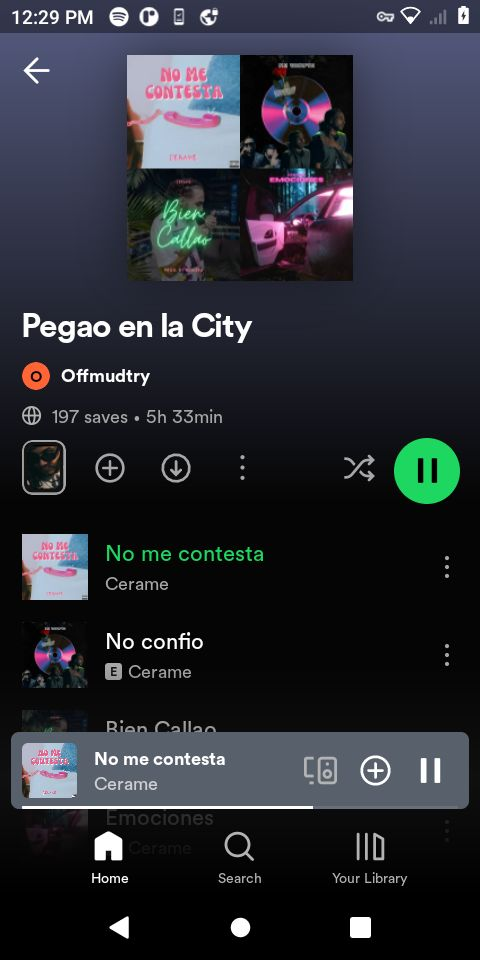 12:29 PM
NO ME
CONTESTA
CERAME
EMOCIONES
Bien
Callao
Pegao en la City
Offmudtry
197 saves • 5h 33min
No me contesta
Cerame
No confio
E Cerame
Bien Callao
No me contesta
Cerame
Emociones
Cerame
Home
Search
Your Library